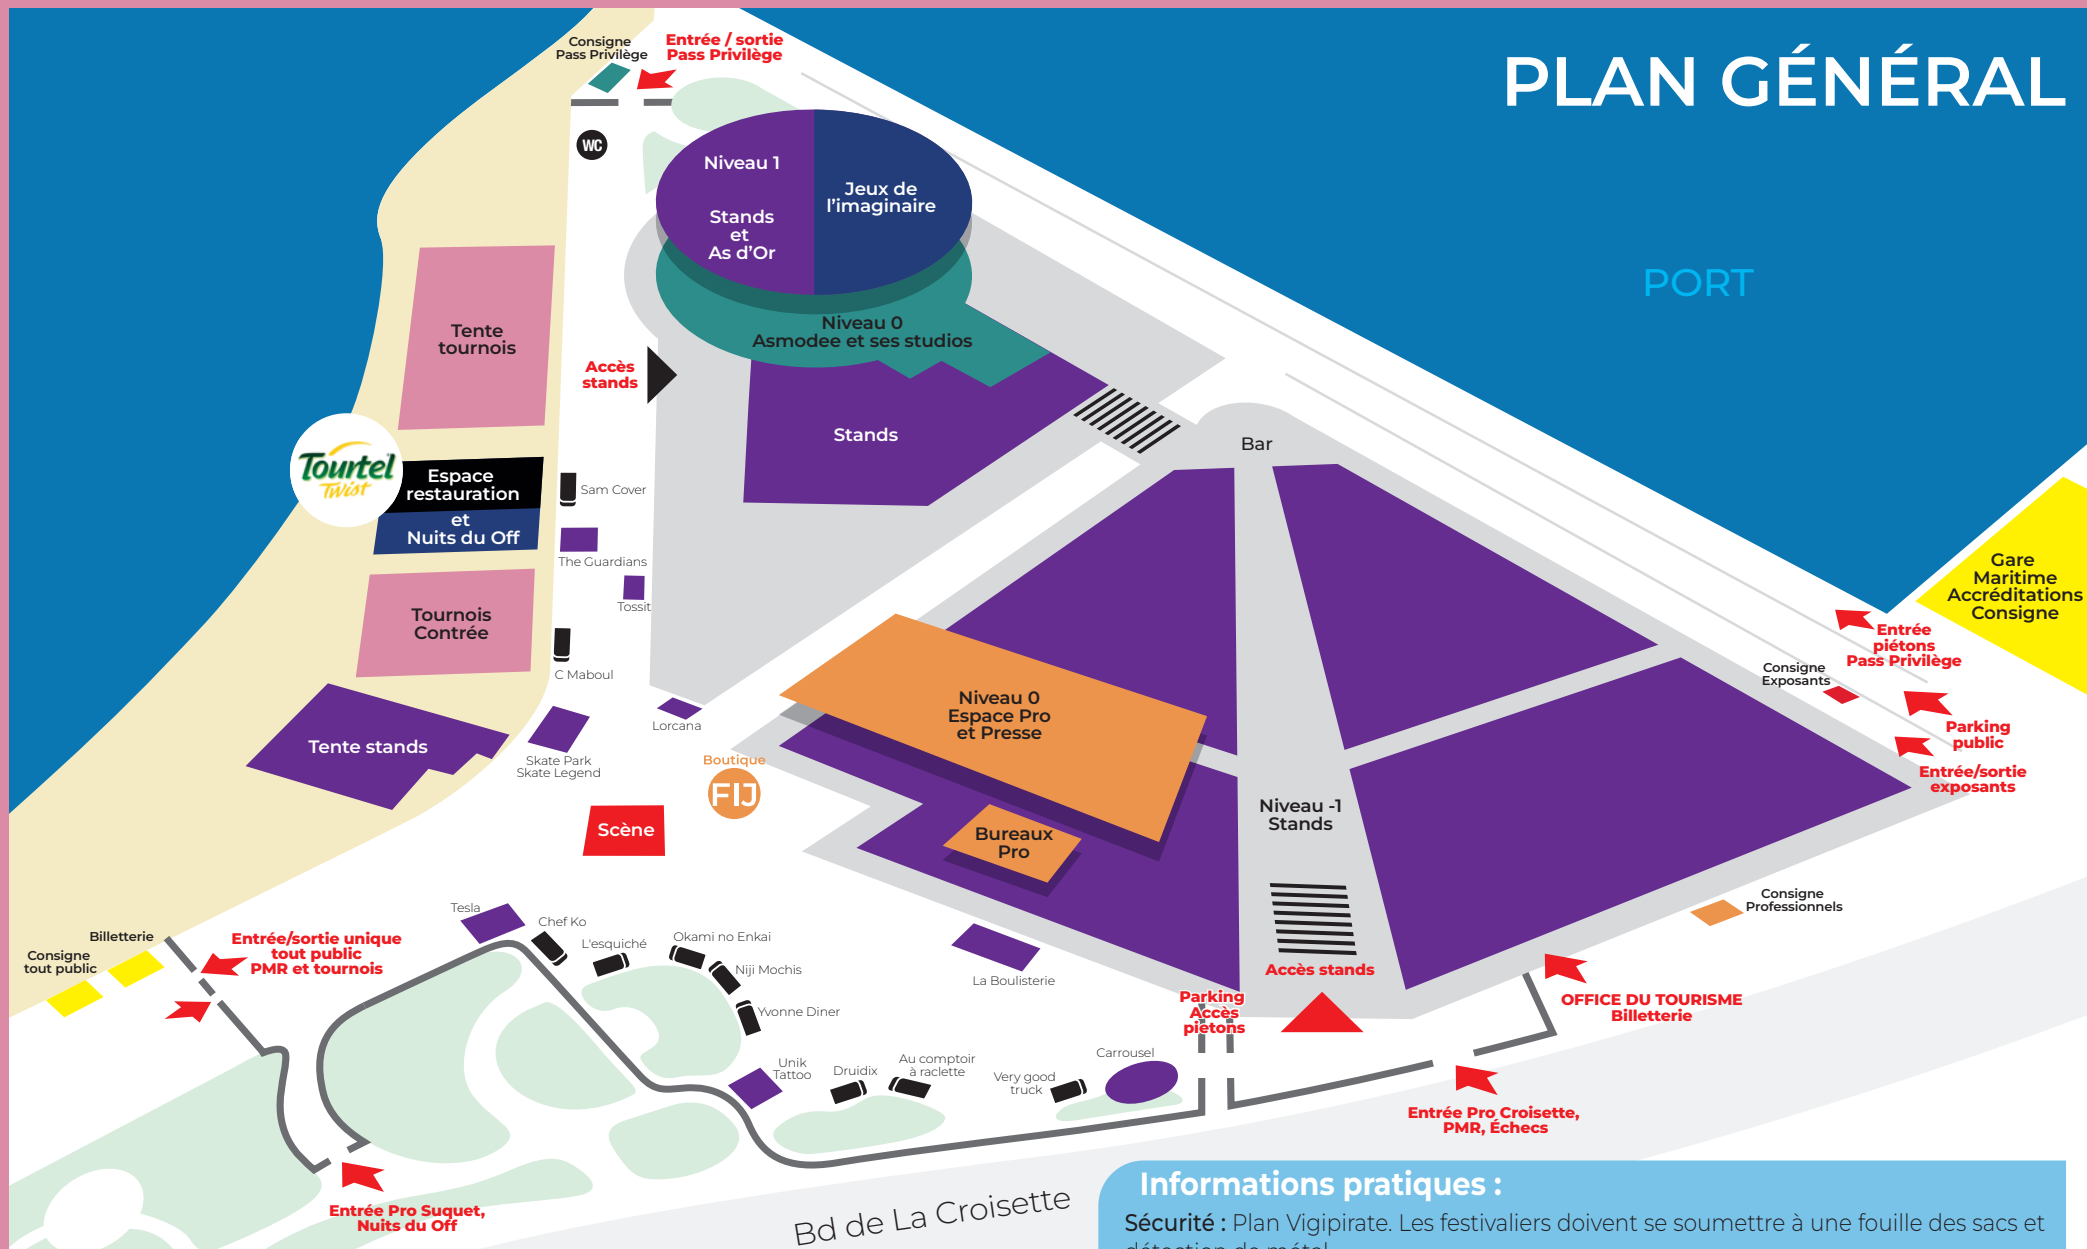 PLAN GÉNÉRAL
Consigne
Pass Privilège
Entrée / sortie
Pass Privilège
WC
Niveau 1
Stands
et
As d'Or
Jeux de
l'imaginaire
PORT
Niveau 0
Asmodee et ses studios
Tente
tournois
Accès
stands
Stands
Bar
Tourtel
Twist
Espace
restauration
et
Nuits du Off
Sam Cover
The Guardians
Tossit
Tournois
Contrée
C Maboul
Gare
Maritime
Accréditations
Consigne
Entrée
piétons
Pass Privilège
Consigne
Exposants
Parking
public
Entrée/sortie
exposants
Lorcana
Tente stands
Skate Park
Skate Legend
Boutique
FIJ
Niveau 0
Espace Pro
et Presse
Scène
Bureaux
Pro
Niveau -1
Stands
Consigne
Professionnels
Tesla
Chef Ko
L'esquiché
Okami no Enkai
Niji Mochis
Yvonne Diner
La Boulisterie
Billetterie
Consigne
tout public
Entrée/sortie unique
tout public
PMR et tournois
Accès stands
Parking
Accès
piétons
OFFICE DU TOURISME
Billetterie
Unik
Tattoo
Druidix
Au comptoir
à raclette
Very good
truck
Carrousel
Entrée Pro Croisette,
PMR, Échecs
Entrée Pro Suquet,
Nuits du Off
Bd de La Croisette
Informations pratiques :
Sécurité : Plan Vigipirate. Les festivaliers doivent se soumettre à une fouille des sacs et
détection de métal